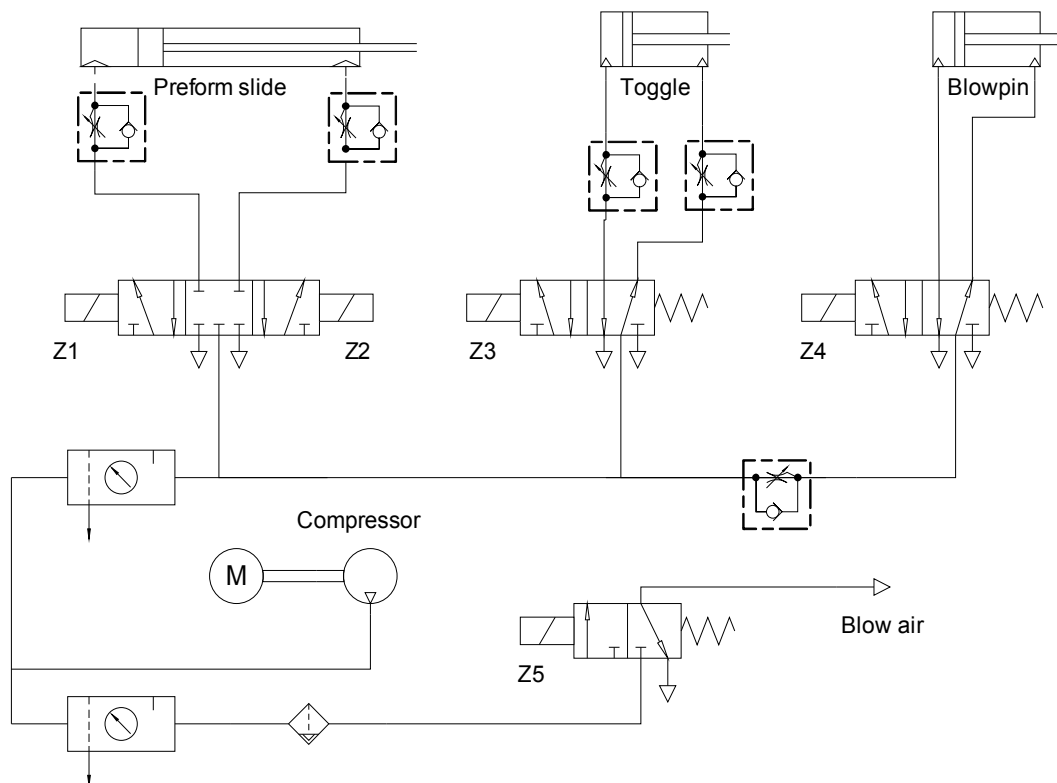 Preform slide
Toggle
Blowpin
Z1
Z2
Z3
Z4
Compressor
M
Blow air
Z5